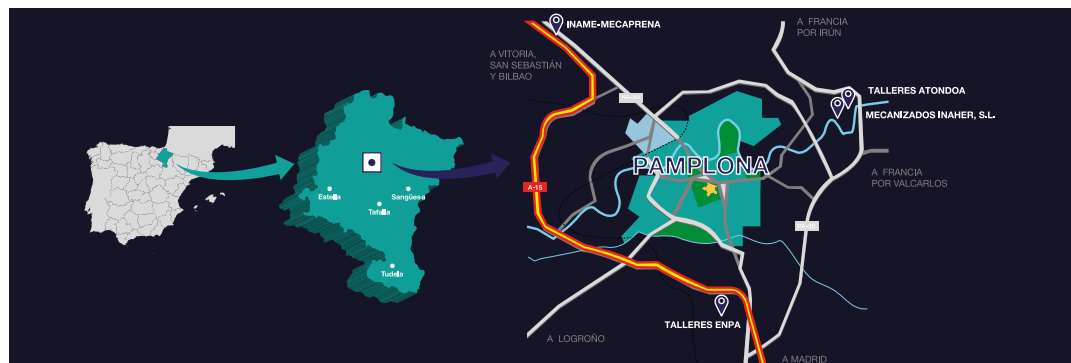 INAME-MECAPRENA
A FRANCIA
POR IRÚN
A VITORIA,
SAN SEBASTIÁN
Y BILBAO
TALLERES ATONDOA
MECANIZADOS INAHER, S.L.
PAMPLONA
A FRANCIA
POR VALCARLOS
A-15
Estella
Sangüesa
Tafalla
Tudela
TALLERES ENPA
A LOGROÑO
A MADRID